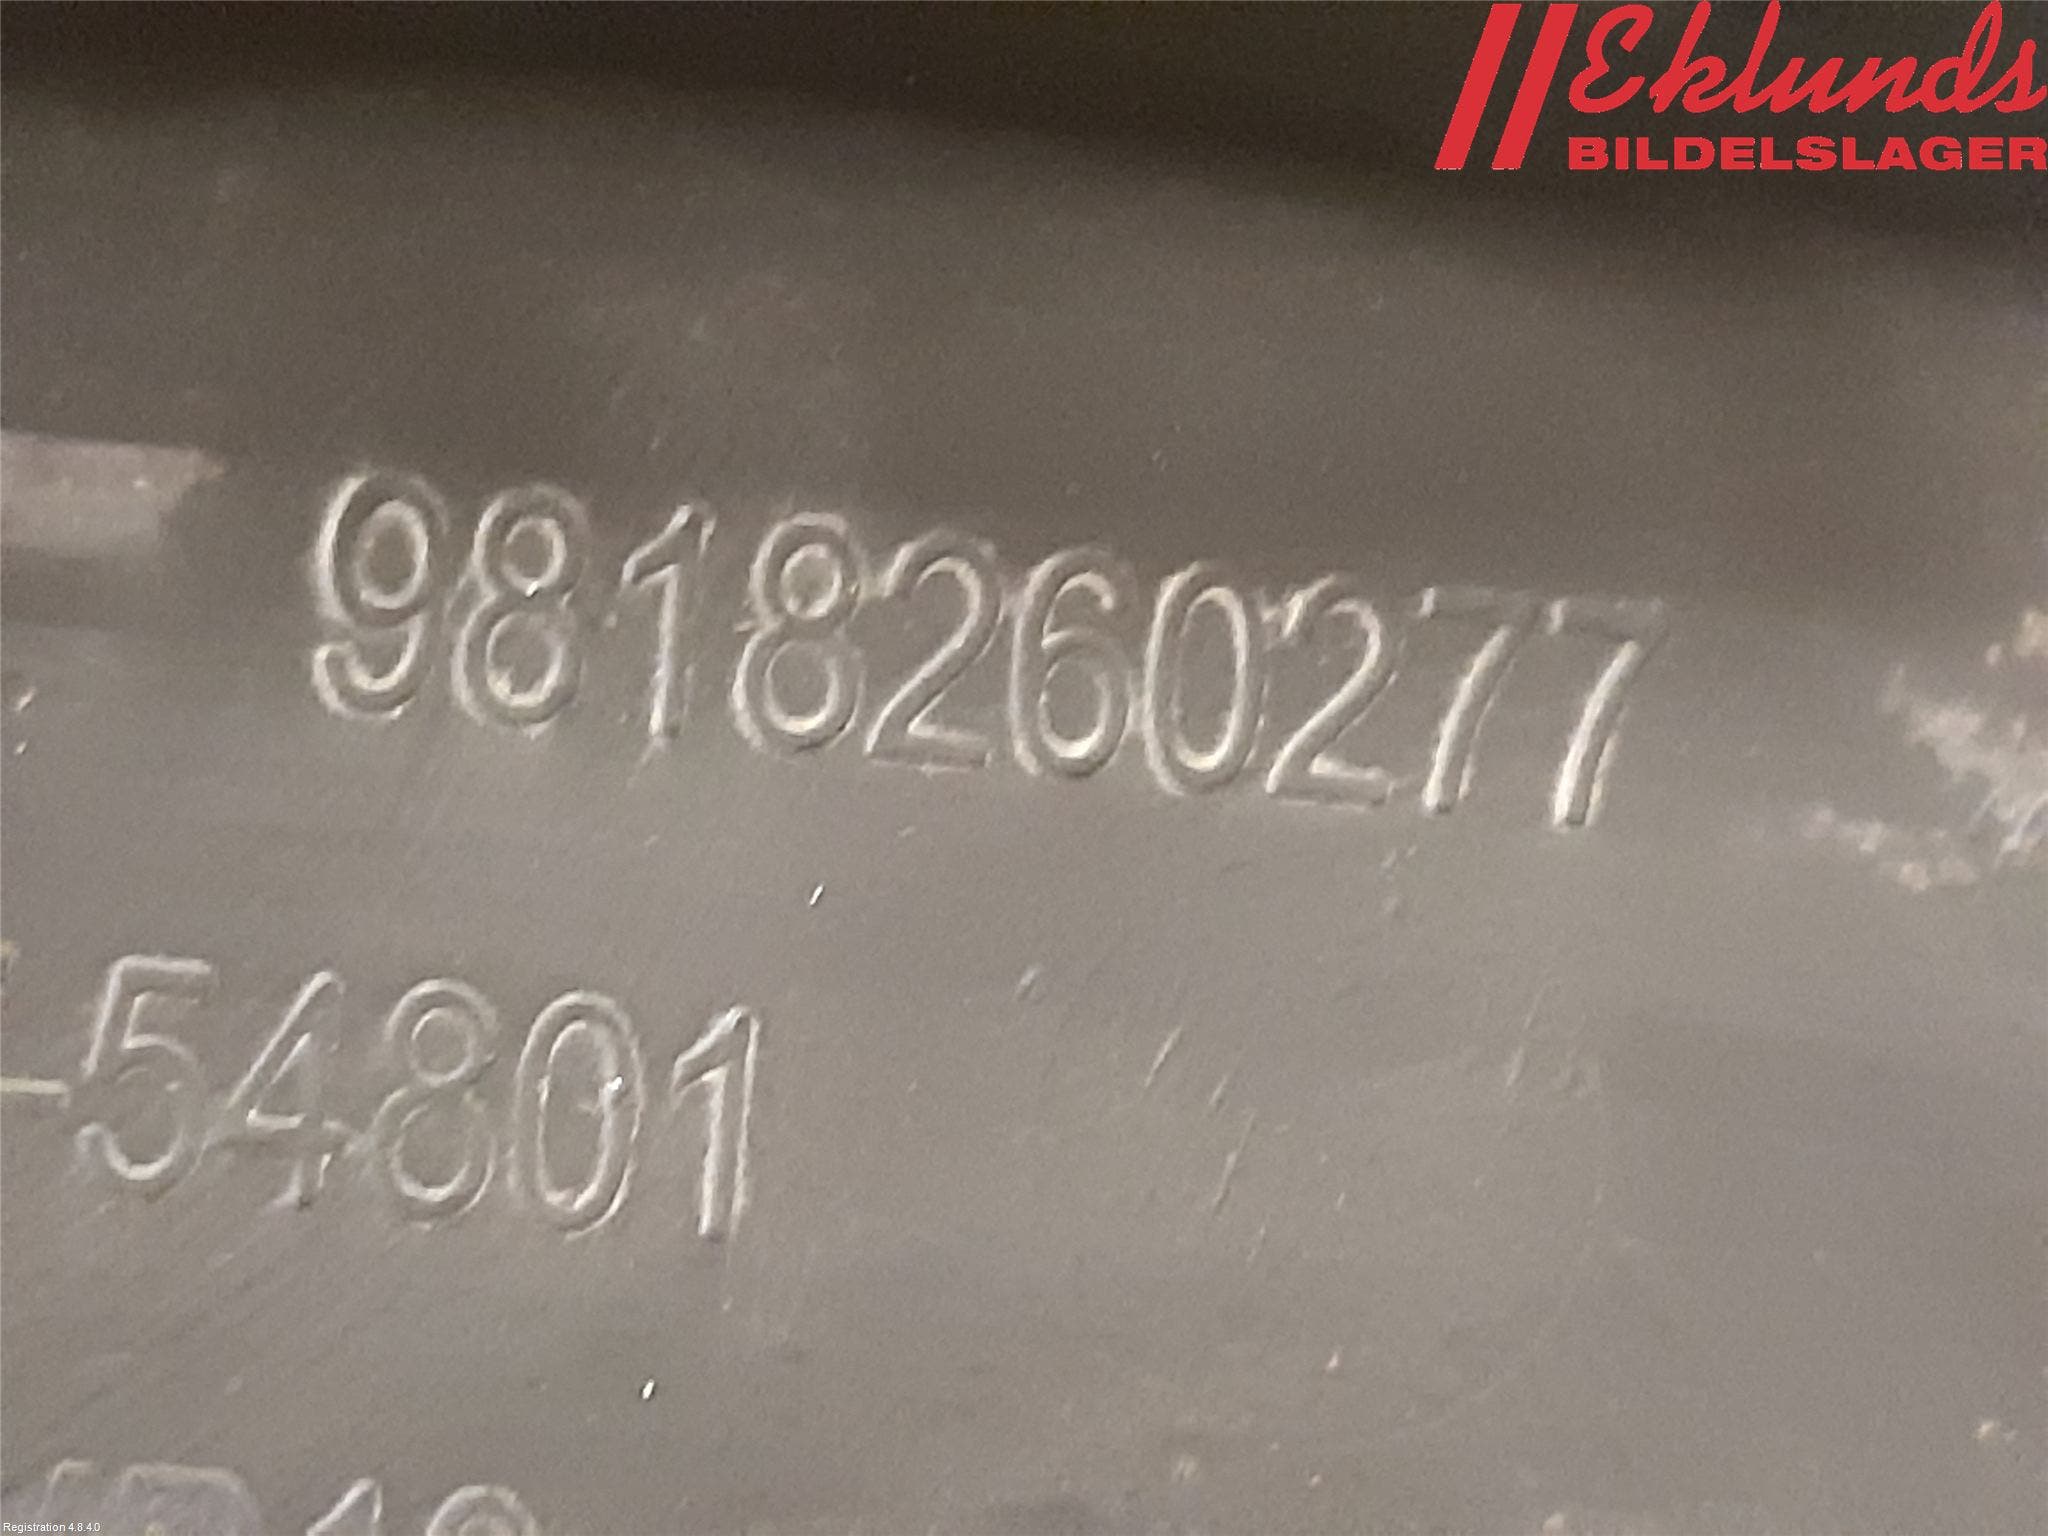 Eklunds
BILDELSLAGER
9818260277
-54801
Registration 4.8.4.0